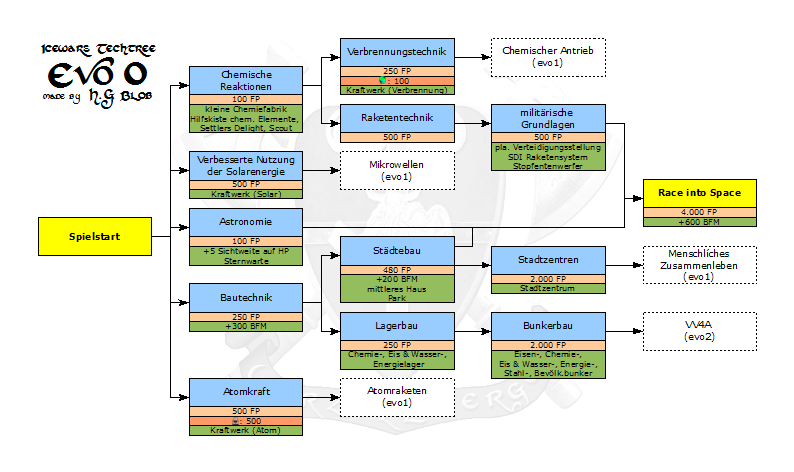 Icewars Techtree
Evo 0
made by H.G Blob
Spielstart
Chemische
Reaktionen
100 FP
kleine Chemiefabrik
Hilfskiste chem. Elemente,
Settlers Delight, Scout
Verbrennungstechnik
250 FP
: 100
Kraftwerk (Verbrennung)
Chemischer Antrieb
(evo1)
Raketentechnik
500 FP
militärische
Grundlagen
500 FP
pla. Verteidigungsstellung
SDI Raketensystem
Stopfentenwerfer
Verbesserte Nutzung
der Solarenergie
500 FP
Kraftwerk (Solar)
Mikrowellen
(evo1)
Race into Space
4.000 FP
+600 BFM
Astronomie
100 FP
+5 Sichtweite auf HP
Sternwarte
Städtebau
480 FP
+200 BFM
mittleres Haus
Park
Stadtzentren
2.000 FP
Stadtzentrum
Menschliches
Zusammenleben
(evo1)
Bautechnik
250 FP
+300 BFM
Lagerbau
250 FP
Chemie-, Eis & Wasser-,
Energielager
Bunkerbau
2.000 FP
Eisen-, Chemie-,
Eis & Wasser-, Energie-,
Stahl-, Bevölk.bunker
VV4A
(evo2)
Atomkraft
500 FP
: 500
Kraftwerk (Atom)
Atomraketen
(evo1)